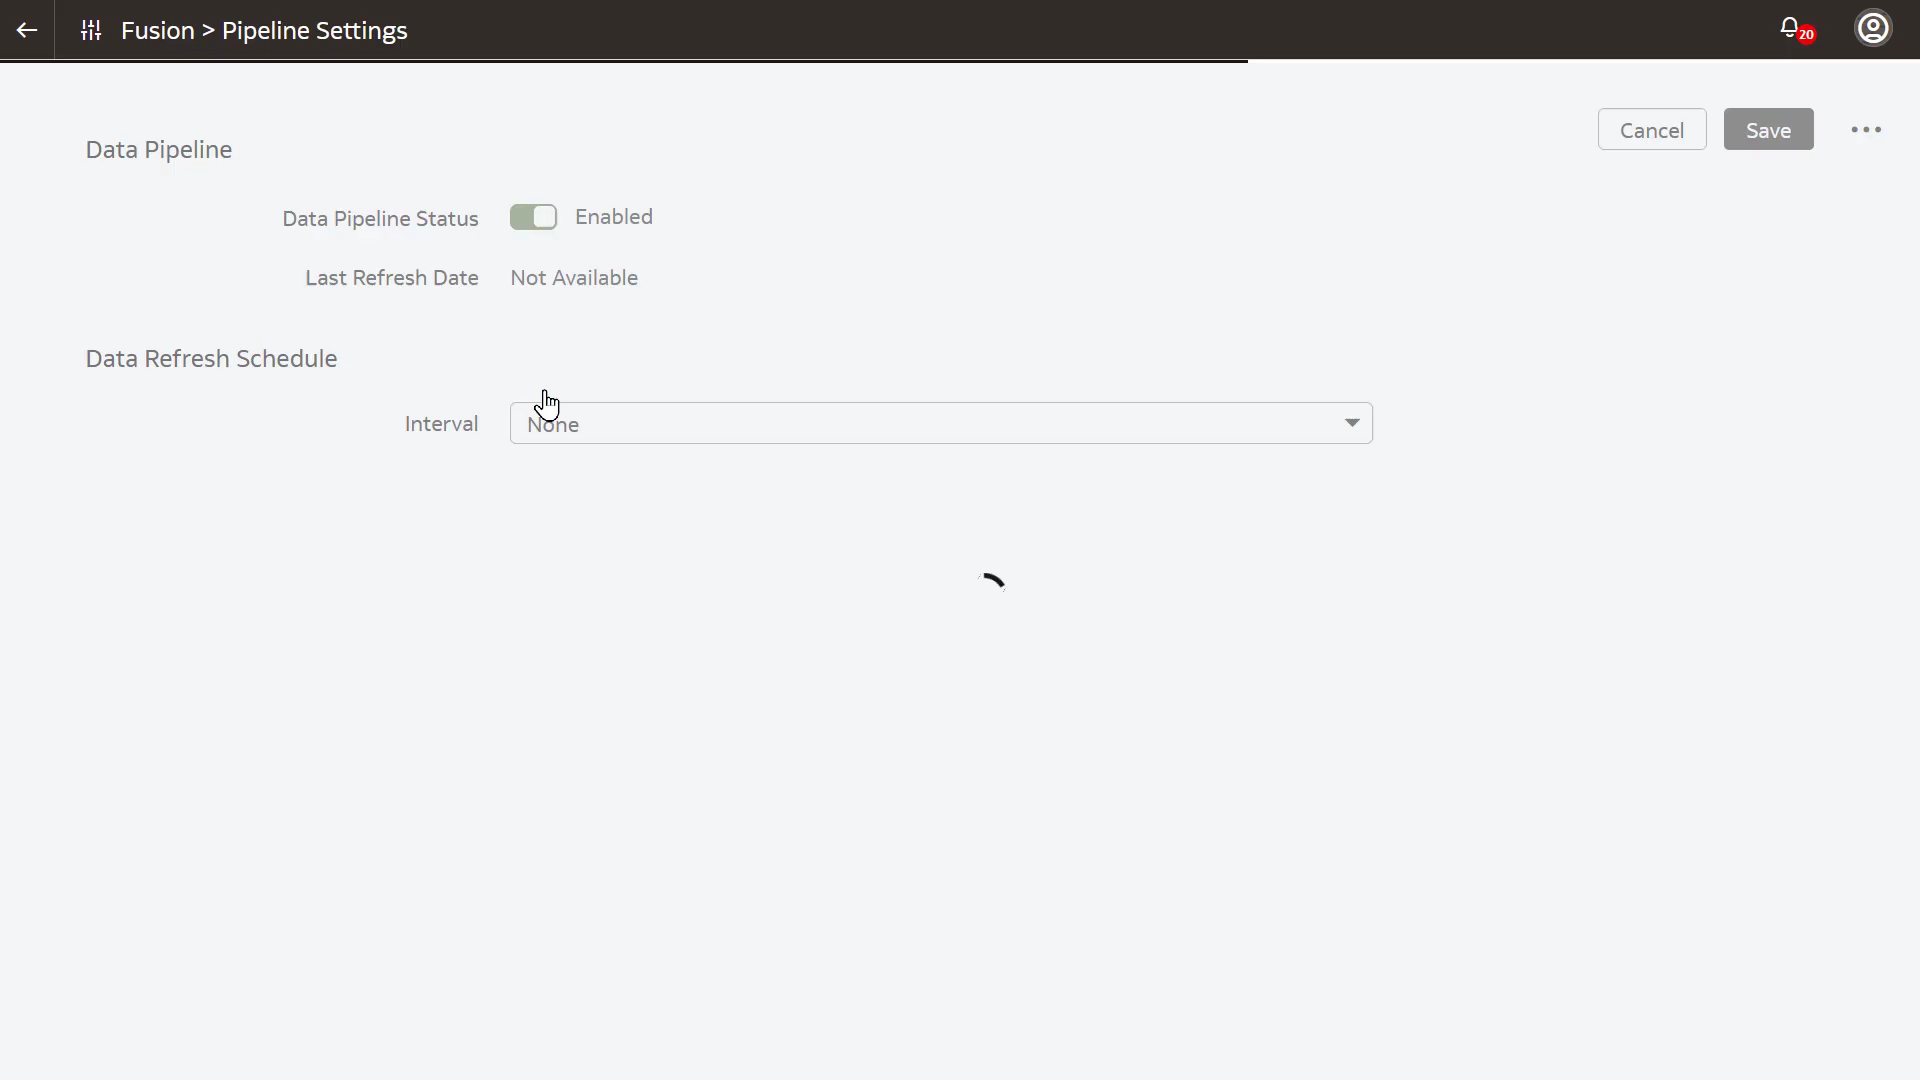 Fusion > Pipeline Settings
20
Cancel
Save
Data Pipeline
Data Pipeline Status
Enabled
Last Refresh Date
Not Available
Data Refresh Schedule
Interval
None